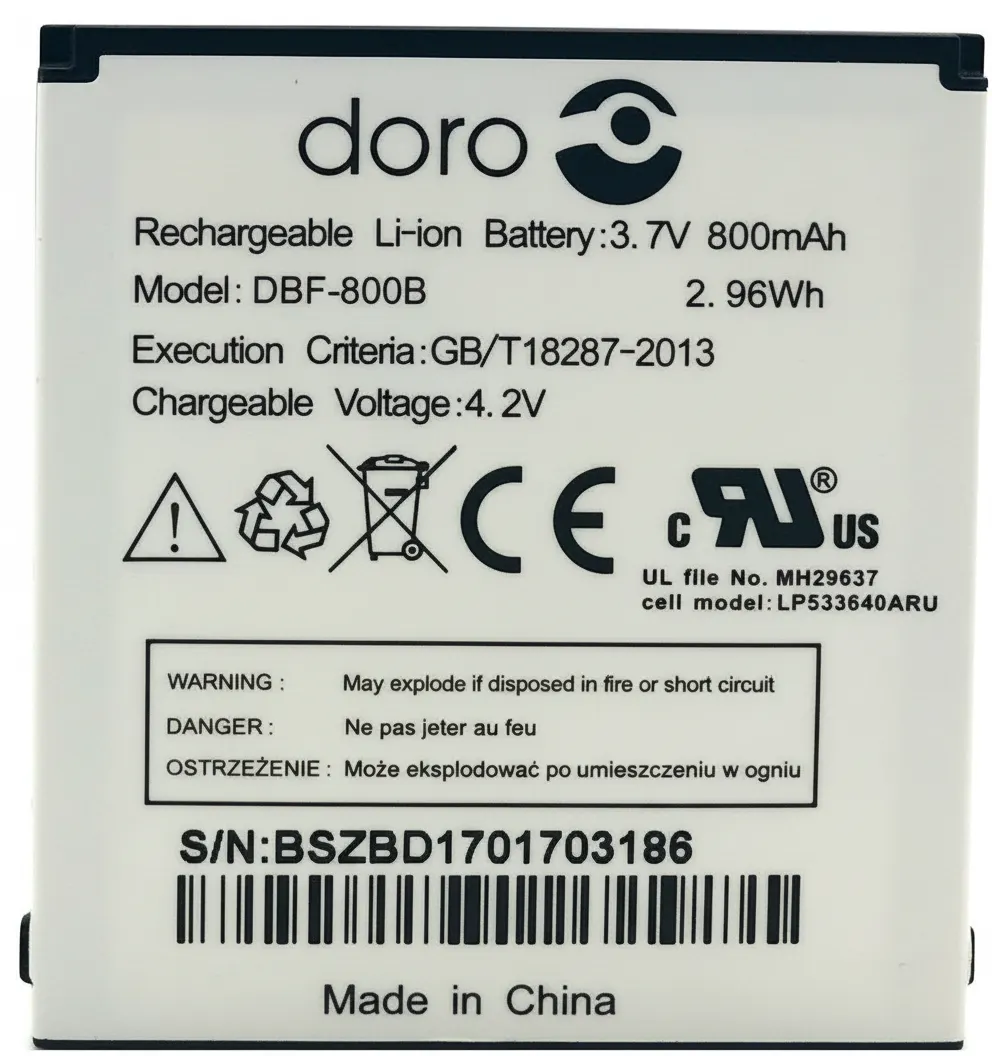 doro
Rechargeable Li-ion Battery:3.7V 800mAh
Model: DBF-800B 2.96Wh
Execution Criteria:GB/T18287-2013
Chargeable Voltage:4.2V
CE c RU® US
UL file No. MH29637
cell model:LP533640ARU
WARNING : May explode if disposed in fire or short circuit
DANGER : Ne pas jeter au feu
OSTRZEŻENIE : Może eksplodować po umieszczeniu w ogniu
S/N:BSZBD1701703186
Made in China